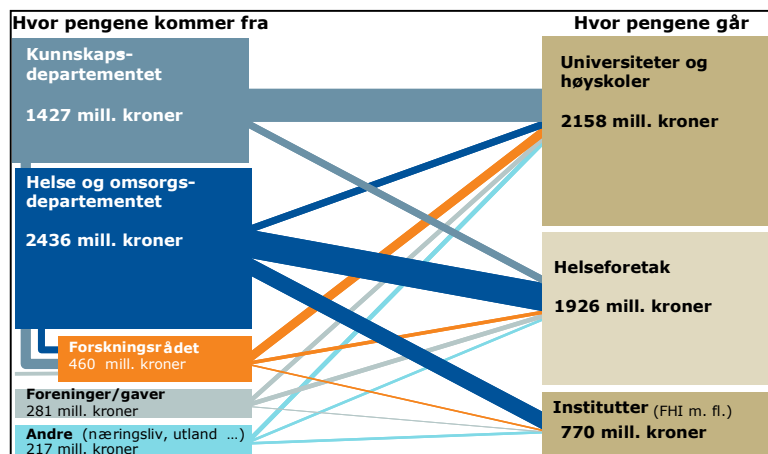 Hvor pengene kommer fra
Kunnskaps-
departementet
1427 mill. kroner
Helse og omsorgs-
departementet
2436 mill. kroner
Forskningsrådet
460 mill. kroner
Foreninger/gaver
281 mill. kroner
Andre (næringsliv, utland ...)
217 mill. kroner
Hvor pengene går
Universiteter og
høyskoler
2158 mill. kroner
Helseforetak
1926 mill. kroner
Institutter (FHI m. fl.)
770 mill. kroner